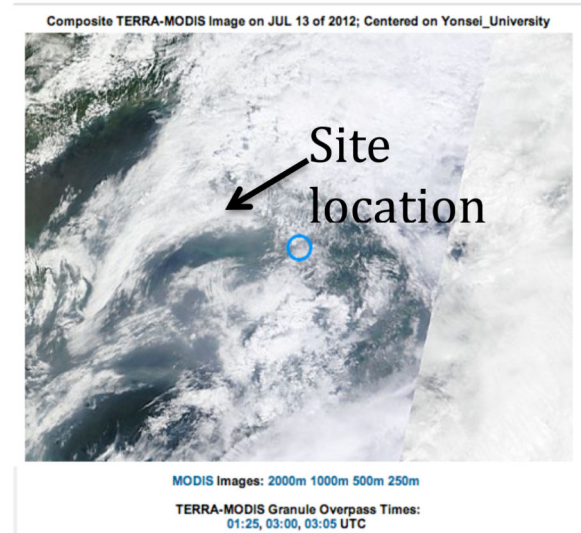 Composite TERRA-MODIS Image on JUL 13 of 2012; Centered on Yonsei_University
Site
location
MODIS Images: 2000m 1000m 500m 250m
TERRA-MODIS Granule Overpass Times:
01:25, 03:00, 03:05 UTC